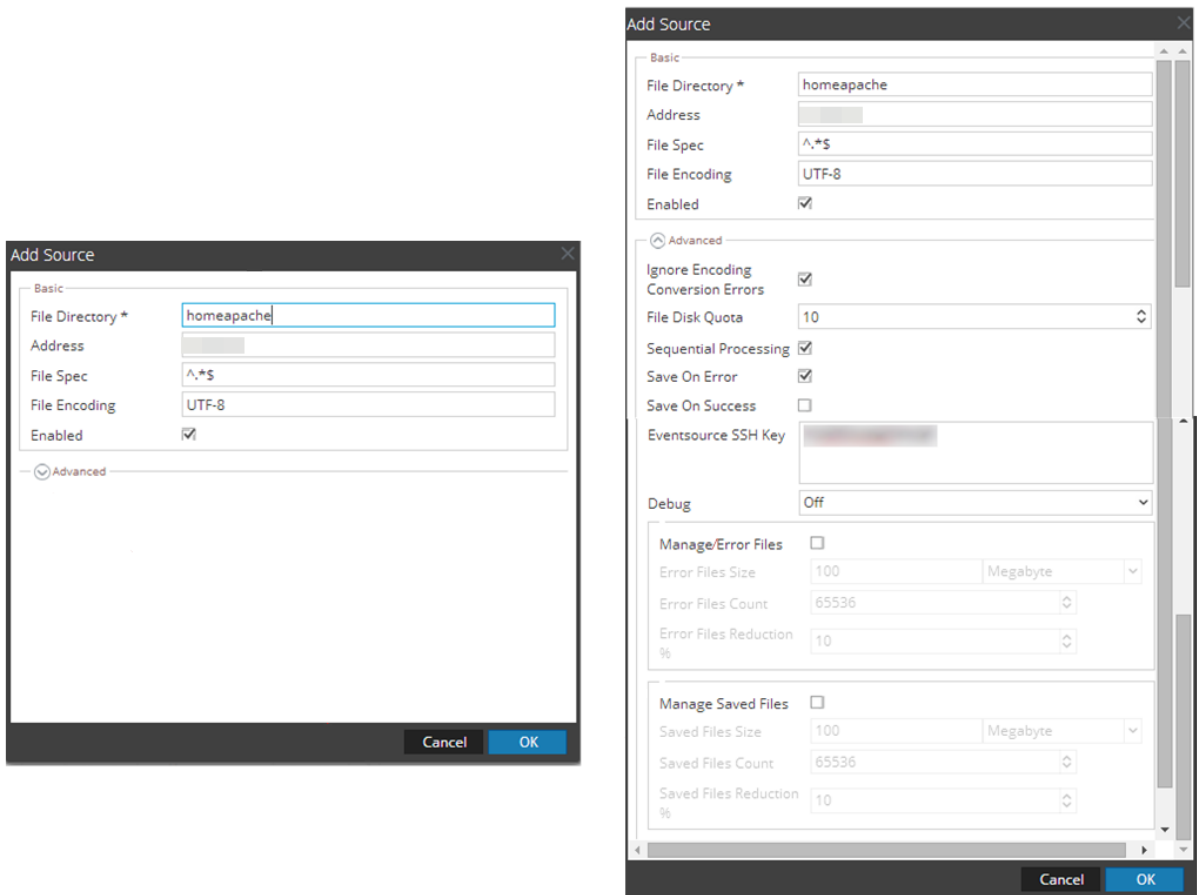 Add Source
Basic
File Directory * homeapache
Address
File Spec ^.*$
File Encoding UTF-8
Enabled
Advanced
Cancel OK
Add Source
Basic
File Directory * homeapache
Address
File Spec ^.*$
File Encoding UTF-8
Enabled
Advanced
Ignore Encoding
Conversion Errors
File Disk Quota 10
Sequential Processing
Save On Error
Save On Success
Eventsource SSH Key
Debug Off
Manage/Error Files
Error Files Size 100 Megabyte
Error Files Count 65536
Error Files Reduction
% 10
Manage Saved Files
Saved Files Size 100 Megabyte
Saved Files Count 65536
Saved Files Reduction
% 10
Cancel OK